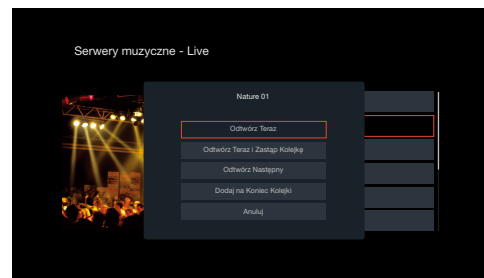 Serwery muzyczne - Live
Nature 01
Odtwórz Teraz
Odtwórz Teraz i Zastąp Kolejkę
Odtwórz Następny
Dodaj na Koniec Kolejki
Anuluj